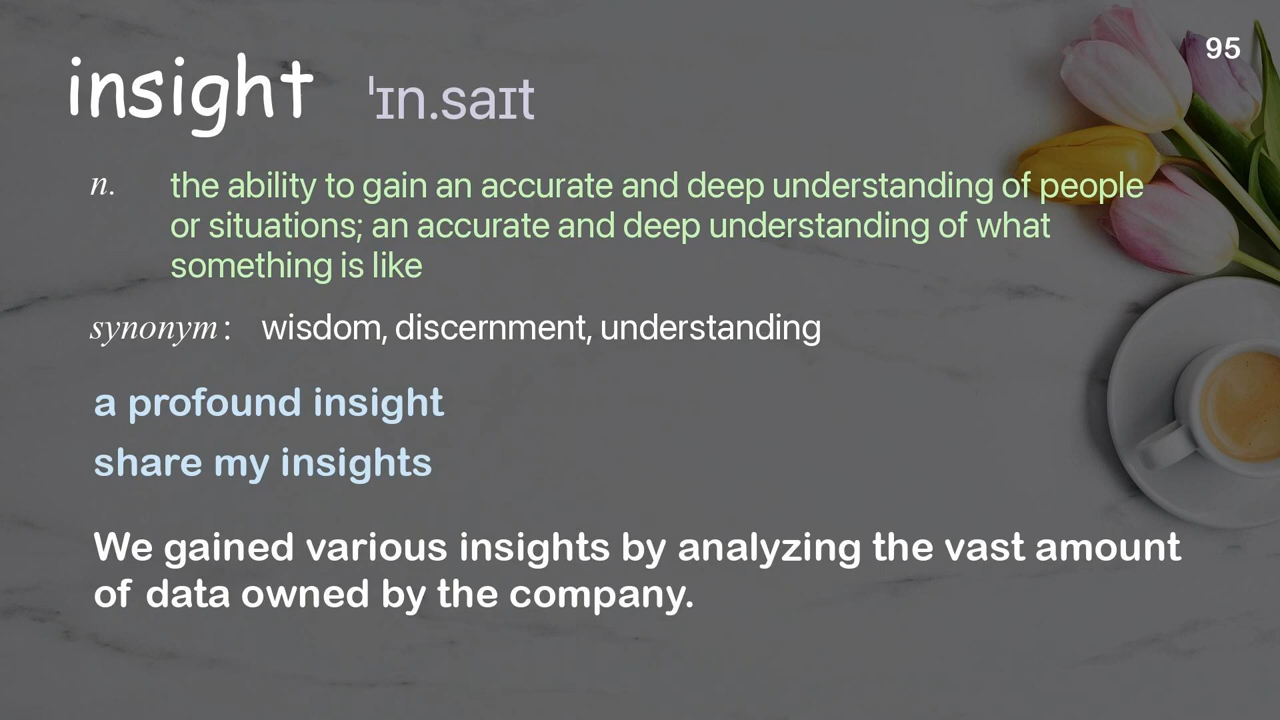 insight ˈɪn.saɪt
95
n. the ability to gain an accurate and deep understanding of people
or situations; an accurate and deep understanding of what
something is like
synonym: wisdom, discernment, understanding
a profound insight
share my insights
We gained various insights by analyzing the vast amount
of data owned by the company.